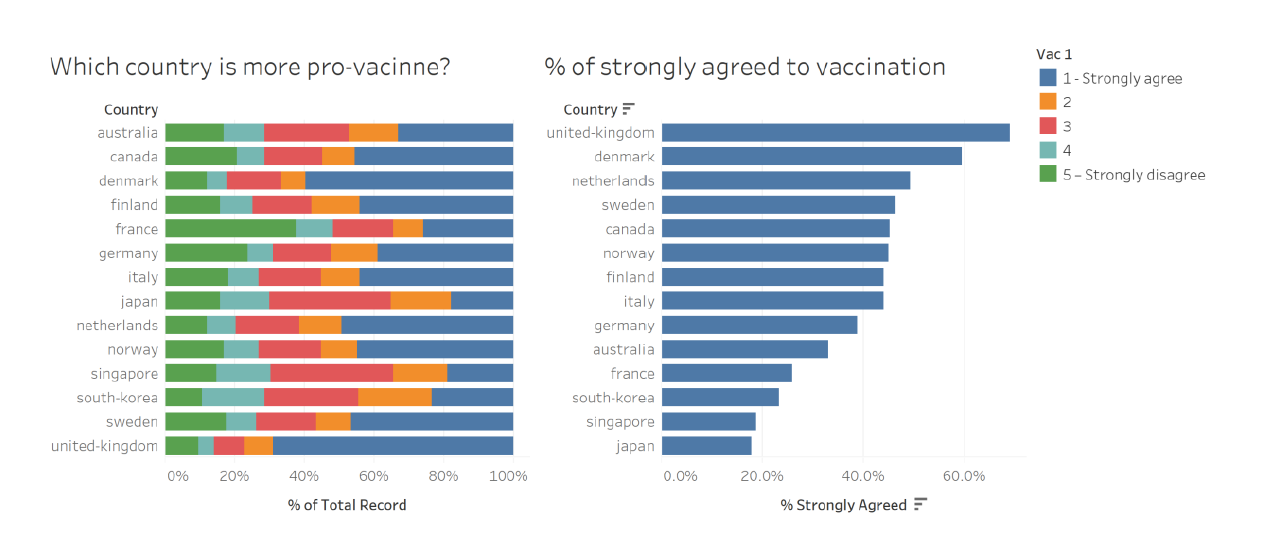 Which country is more pro-vacinne?
Country
australia
canada
denmark
finland
france
germany
italy
japan
netherlands
norway
singapore
south-korea
sweden
united-kingdom
0% 20% 40% 60% 80% 100%
% of Total Record
% of strongly agreed to vaccination
Country
united-kingdom
denmark
netherlands
sweden
canada
norway
finland
italy
germany
australia
france
south-korea
singapore
japan
0.0% 20.0% 40.0% 60.0%
% Strongly Agreed
Vac 1
1 - Strongly agree
2
3
4
5 – Strongly disagree